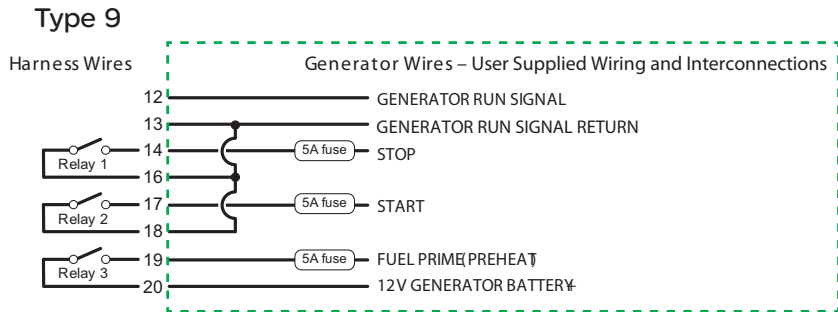 Type 9
Harness Wires
Generator Wires – User Supplied Wiring and Interconnections
12 GENERATOR RUN SIGNAL
13 GENERATOR RUN SIGNAL RETURN
14 5A fuse STOP
Relay 1
16
17 5A fuse START
Relay 2
18
19 5A fuse FUEL PRIME(PREHEAT)
Relay 3
20 12V GENERATOR BATTERY+